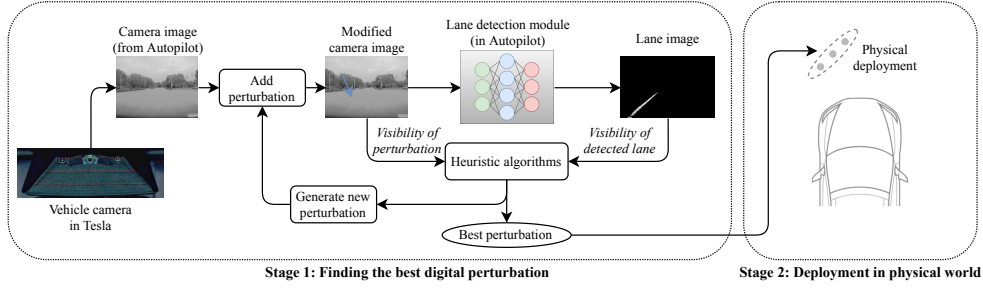 Camera image
(from Autopilot)
Modified
camera image
Lane detection module
(in Autopilot)
Lane image
Add
perturbation
Visibility of
perturbation
Visibility of
detected lane
Heuristic algorithms
Generate new
perturbation
Vehicle camera
in Tesla
Best perturbation
Stage 1: Finding the best digital perturbation
Physical
deployment
Stage 2: Deployment in physical world